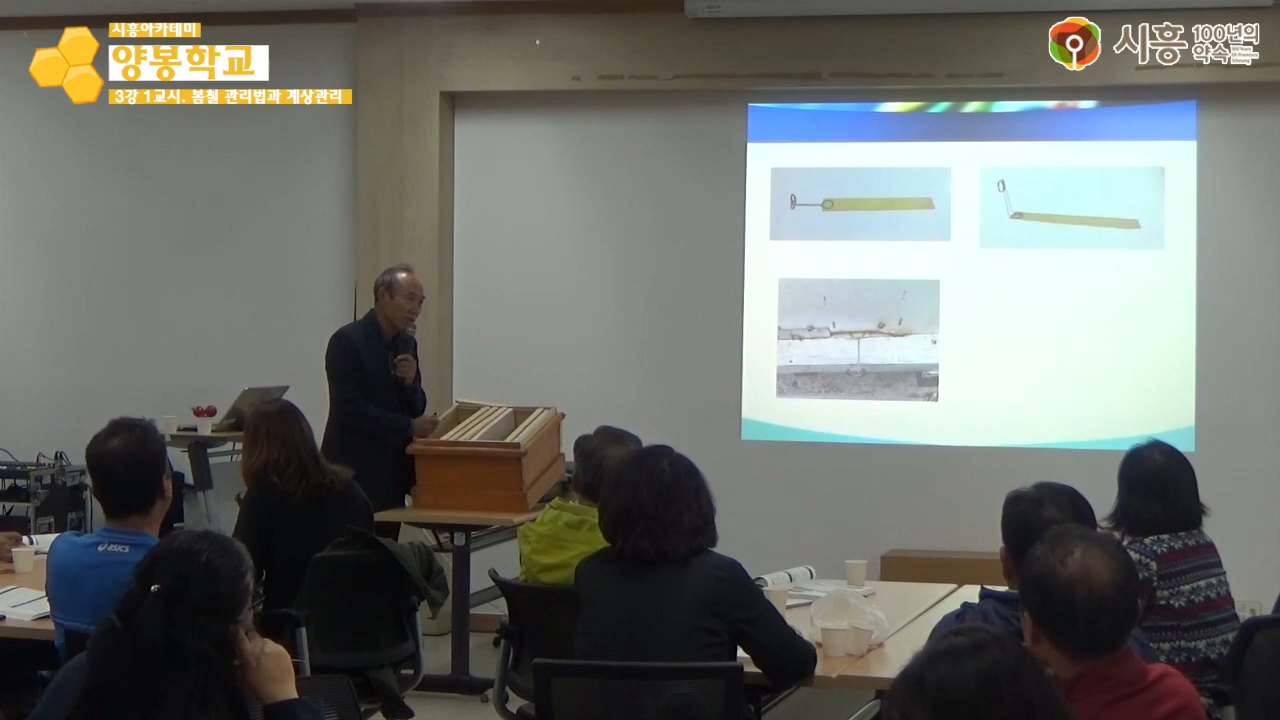 시흥아카데미
양봉학교
3강 1교시. 봄철 관리법과 계상관리
시흥
100년의
약속
asics